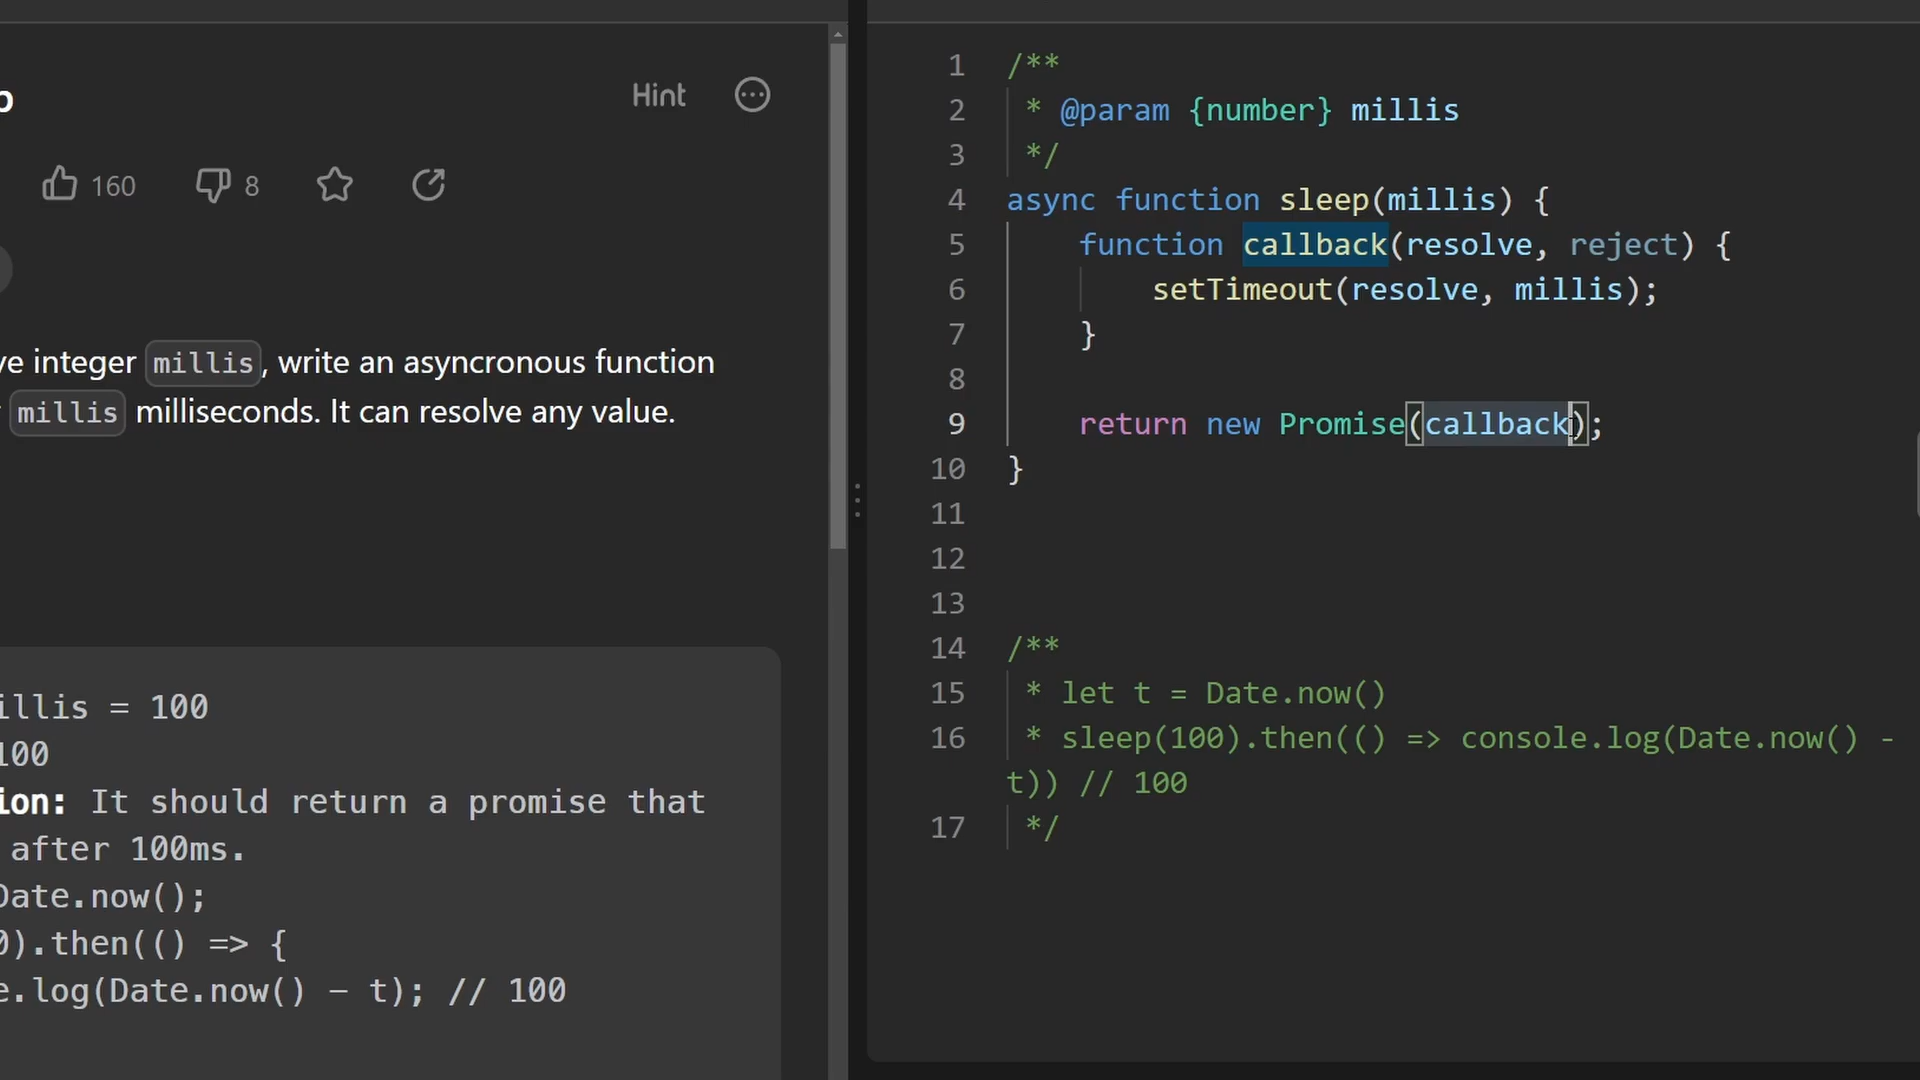 Hint
160 8
integer millis, write an asyncronous function
millis milliseconds. It can resolve any value.
= 100
100
It should return a promise that
after 100ms.
Date.now();
).then(() => {
.log(Date.now() - t); // 100
1 /**
2 * @param {number} millis
3 */
4 async function sleep(millis) {
5 function callback(resolve, reject) {
6 setTimeout(resolve, millis);
7 }
8
9 return new Promise(callback);
10 }
11
12
13
14 /**
15 * let t = Date.now()
16 * sleep(100).then(() => console.log(Date.now() -
t)) // 100
17 */